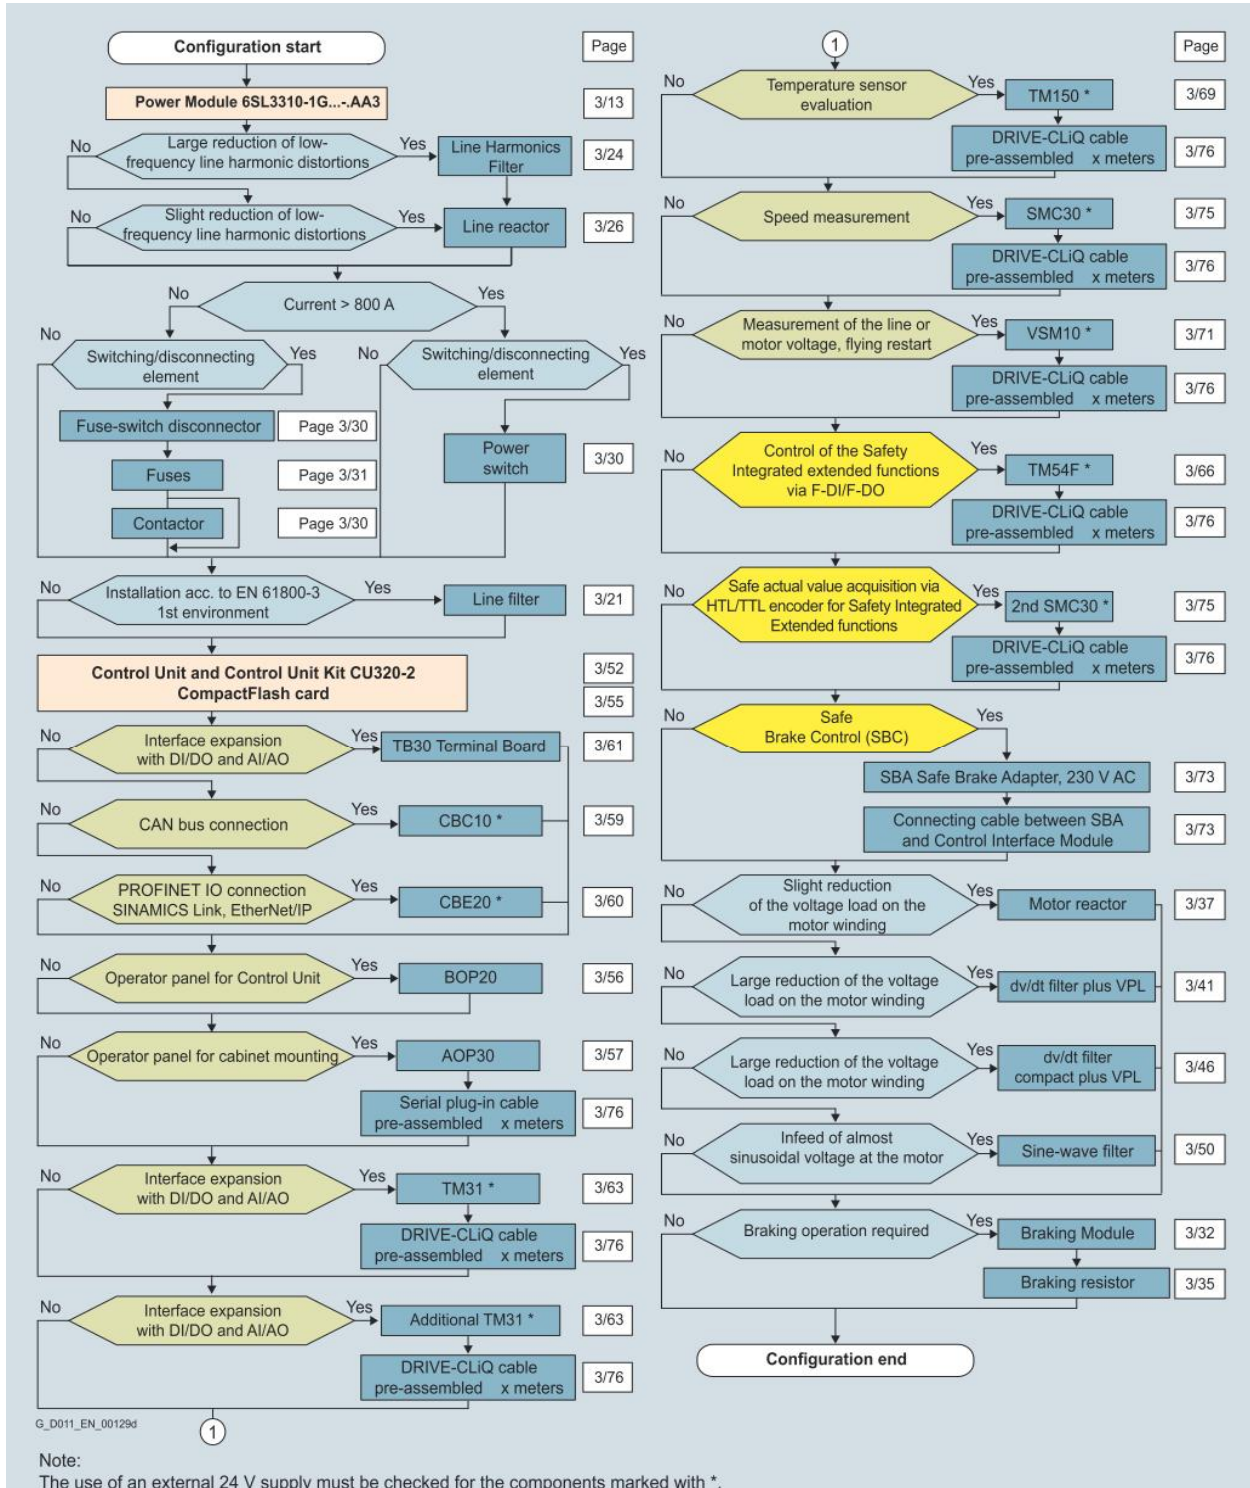 Configuration start
Page
Power Module 6SL3310-1G...-.AA3
3/13
No
Large reduction of low-
frequency line harmonic distortions
Yes
Line Harmonics
Filter
3/24
No
Slight reduction of low-
frequency line harmonic distortions
Yes
Line reactor
3/26
No
Current > 800 A
Yes
No
Switching/disconnecting
element
Yes
No
Switching/disconnecting
element
Yes
Fuse-switch disconnector
Page 3/30
Power
switch
3/30
Fuses
Page 3/31
Contactor
Page 3/30
No
Installation acc. to EN 61800-3
1st environment
Yes
Line filter
3/21
Control Unit and Control Unit Kit CU320-2
CompactFlash card
3/52
3/55
No
Interface expansion
with DI/DO and AI/AO
Yes
TB30 Terminal Board
3/61
No
CAN bus connection
Yes
CBC10 *
3/59
No
PROFINET IO connection
SINAMICS Link, EtherNet/IP
Yes
CBE20 *
3/60
No
Operator panel for Control Unit
Yes
BOP20
3/56
No
Operator panel for cabinet mounting
Yes
AOP30
3/57
Serial plug-in cable
pre-assembled x meters
3/76
No
Interface expansion
with DI/DO and AI/AO
Yes
TM31 *
3/63
DRIVE-CLiQ cable
pre-assembled x meters
3/76
No
Interface expansion
with DI/DO and AI/AO
Yes
Additional TM31 *
3/63
DRIVE-CLiQ cable
pre-assembled x meters
3/76
G_D011_EN_00129d
1
1
Page
No
Temperature sensor
evaluation
Yes
TM150 *
3/69
DRIVE-CLiQ cable
pre-assembled x meters
3/76
No
Speed measurement
Yes
SMC30 *
3/75
DRIVE-CLiQ cable
pre-assembled x meters
3/76
No
Measurement of the line or
motor voltage, flying restart
Yes
VSM10 *
3/71
DRIVE-CLiQ cable
pre-assembled x meters
3/76
No
Control of the Safety
Integrated extended functions
via F-DI/F-DO
Yes
TM54F *
3/66
DRIVE-CLiQ cable
pre-assembled x meters
3/76
No
Safe actual value acquisition via
HTL/TTL encoder for Safety Integrated
Extended functions
Yes
2nd SMC30 *
3/75
DRIVE-CLiQ cable
pre-assembled x meters
3/76
No
Safe
Brake Control (SBC)
Yes
SBA Safe Brake Adapter, 230 V AC
3/73
Connecting cable between SBA
and Control Interface Module
3/73
No
Slight reduction
of the voltage load on the
motor winding
Yes
Motor reactor
3/37
No
Large reduction of the voltage
load on the motor winding
Yes
dv/dt filter plus VPL
3/41
No
Large reduction of the voltage
load on the motor winding
Yes
dv/dt filter
compact plus VPL
3/46
No
Infeed of almost
sinusoidal voltage at the motor
Yes
Sine-wave filter
3/50
No
Braking operation required
Yes
Braking Module
3/32
Braking resistor
3/35
Configuration end
Note:
The use of an external 24 V supply must be checked for the components marked with *.